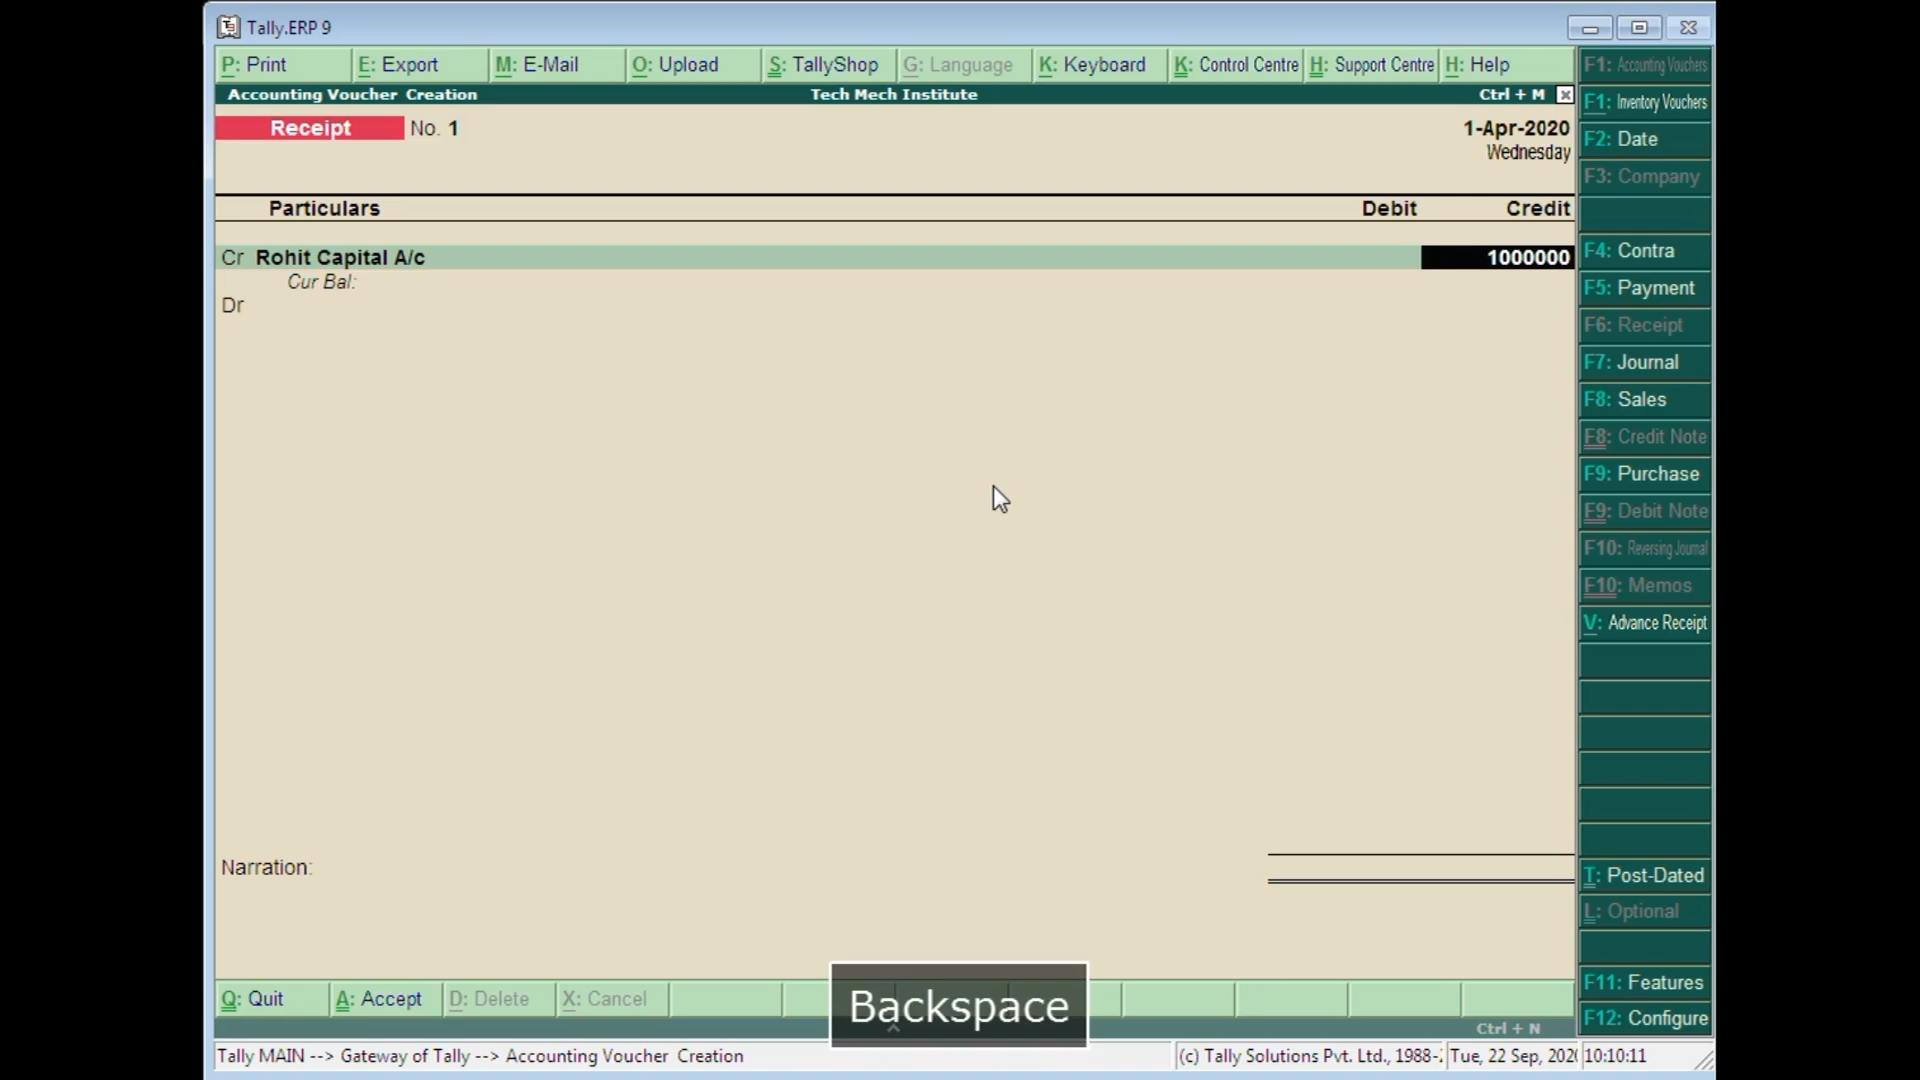 Tally.ERP 9
P: Print E: Export M: E-Mail O: Upload S: TallyShop G: Language K: Keyboard K: Control Centre H: Support Centre H: Help
Accounting Voucher Creation Tech Mech Institute Ctrl + M
Receipt No. 1 1-Apr-2020
Wednesday
Particulars Debit Credit
Cr Rohit Capital A/c 1000000
Cur Bal:
Dr
Narration:
F1: Accounting Vouchers
F1: Inventory Vouchers
F2: Date
F3: Company
F4: Contra
F5: Payment
F6: Receipt
F7: Journal
F8: Sales
F8: Credit Note
F9: Purchase
F9: Debit Note
F10: Reversing Journal
F10: Memos
V: Advance Receipt
T: Post-Dated
L: Optional
F11: Features
F12: Configure
Q: Quit A: Accept D: Delete X: Cancel
Backspace
Ctrl + N
Tally MAIN --> Gateway of Tally --> Accounting Voucher Creation (c) Tally Solutions Pvt. Ltd., 1988- Tue, 22 Sep, 202 10:10:11